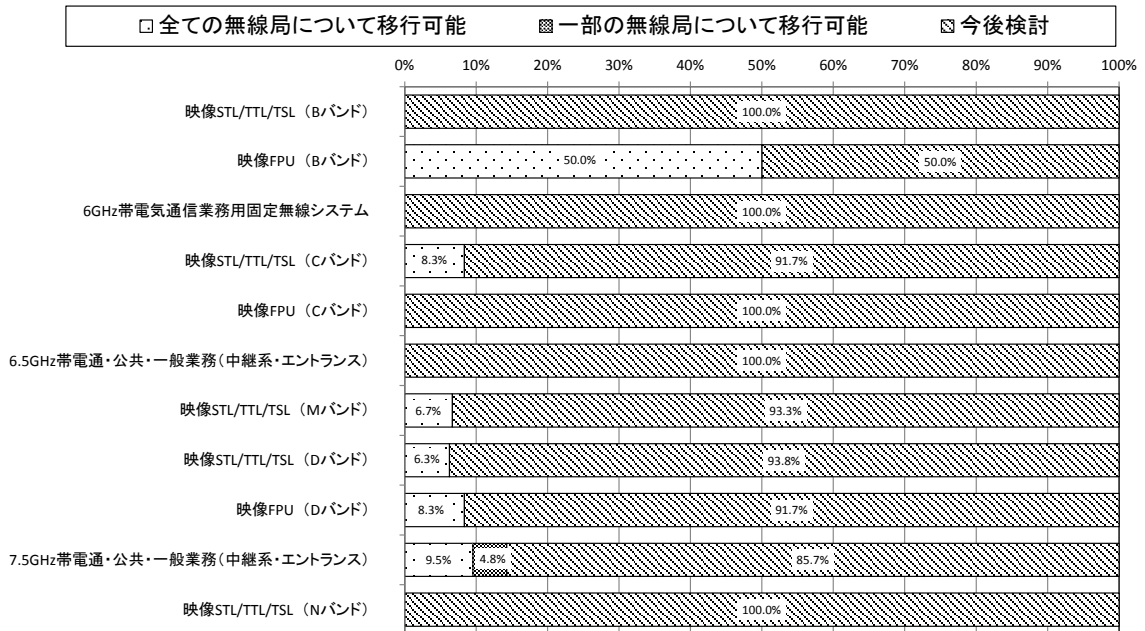 全ての無線局について移行可能 一部の無線局について移行可能 今後検討
0% 10% 20% 30% 40% 50% 60% 70% 80% 90% 100%
映像STL/TTL/TSL（Bバンド） 100.0%
映像FPU（Bバンド） 50.0% 50.0%
6GHz帯電気通信業務用固定無線システム 100.0%
映像STL/TTL/TSL（Cバンド） 8.3% 91.7%
映像FPU（Cバンド） 100.0%
6.5GHz帯電通・公共・一般業務（中継系・エントランス） 100.0%
映像STL/TTL/TSL（Mバンド） 6.7% 93.3%
映像STL/TTL/TSL（Dバンド） 6.3% 93.8%
映像FPU（Dバンド） 8.3% 91.7%
7.5GHz帯電通・公共・一般業務（中継系・エントランス） 9.5% 4.8% 85.7%
映像STL/TTL/TSL（Nバンド） 100.0%